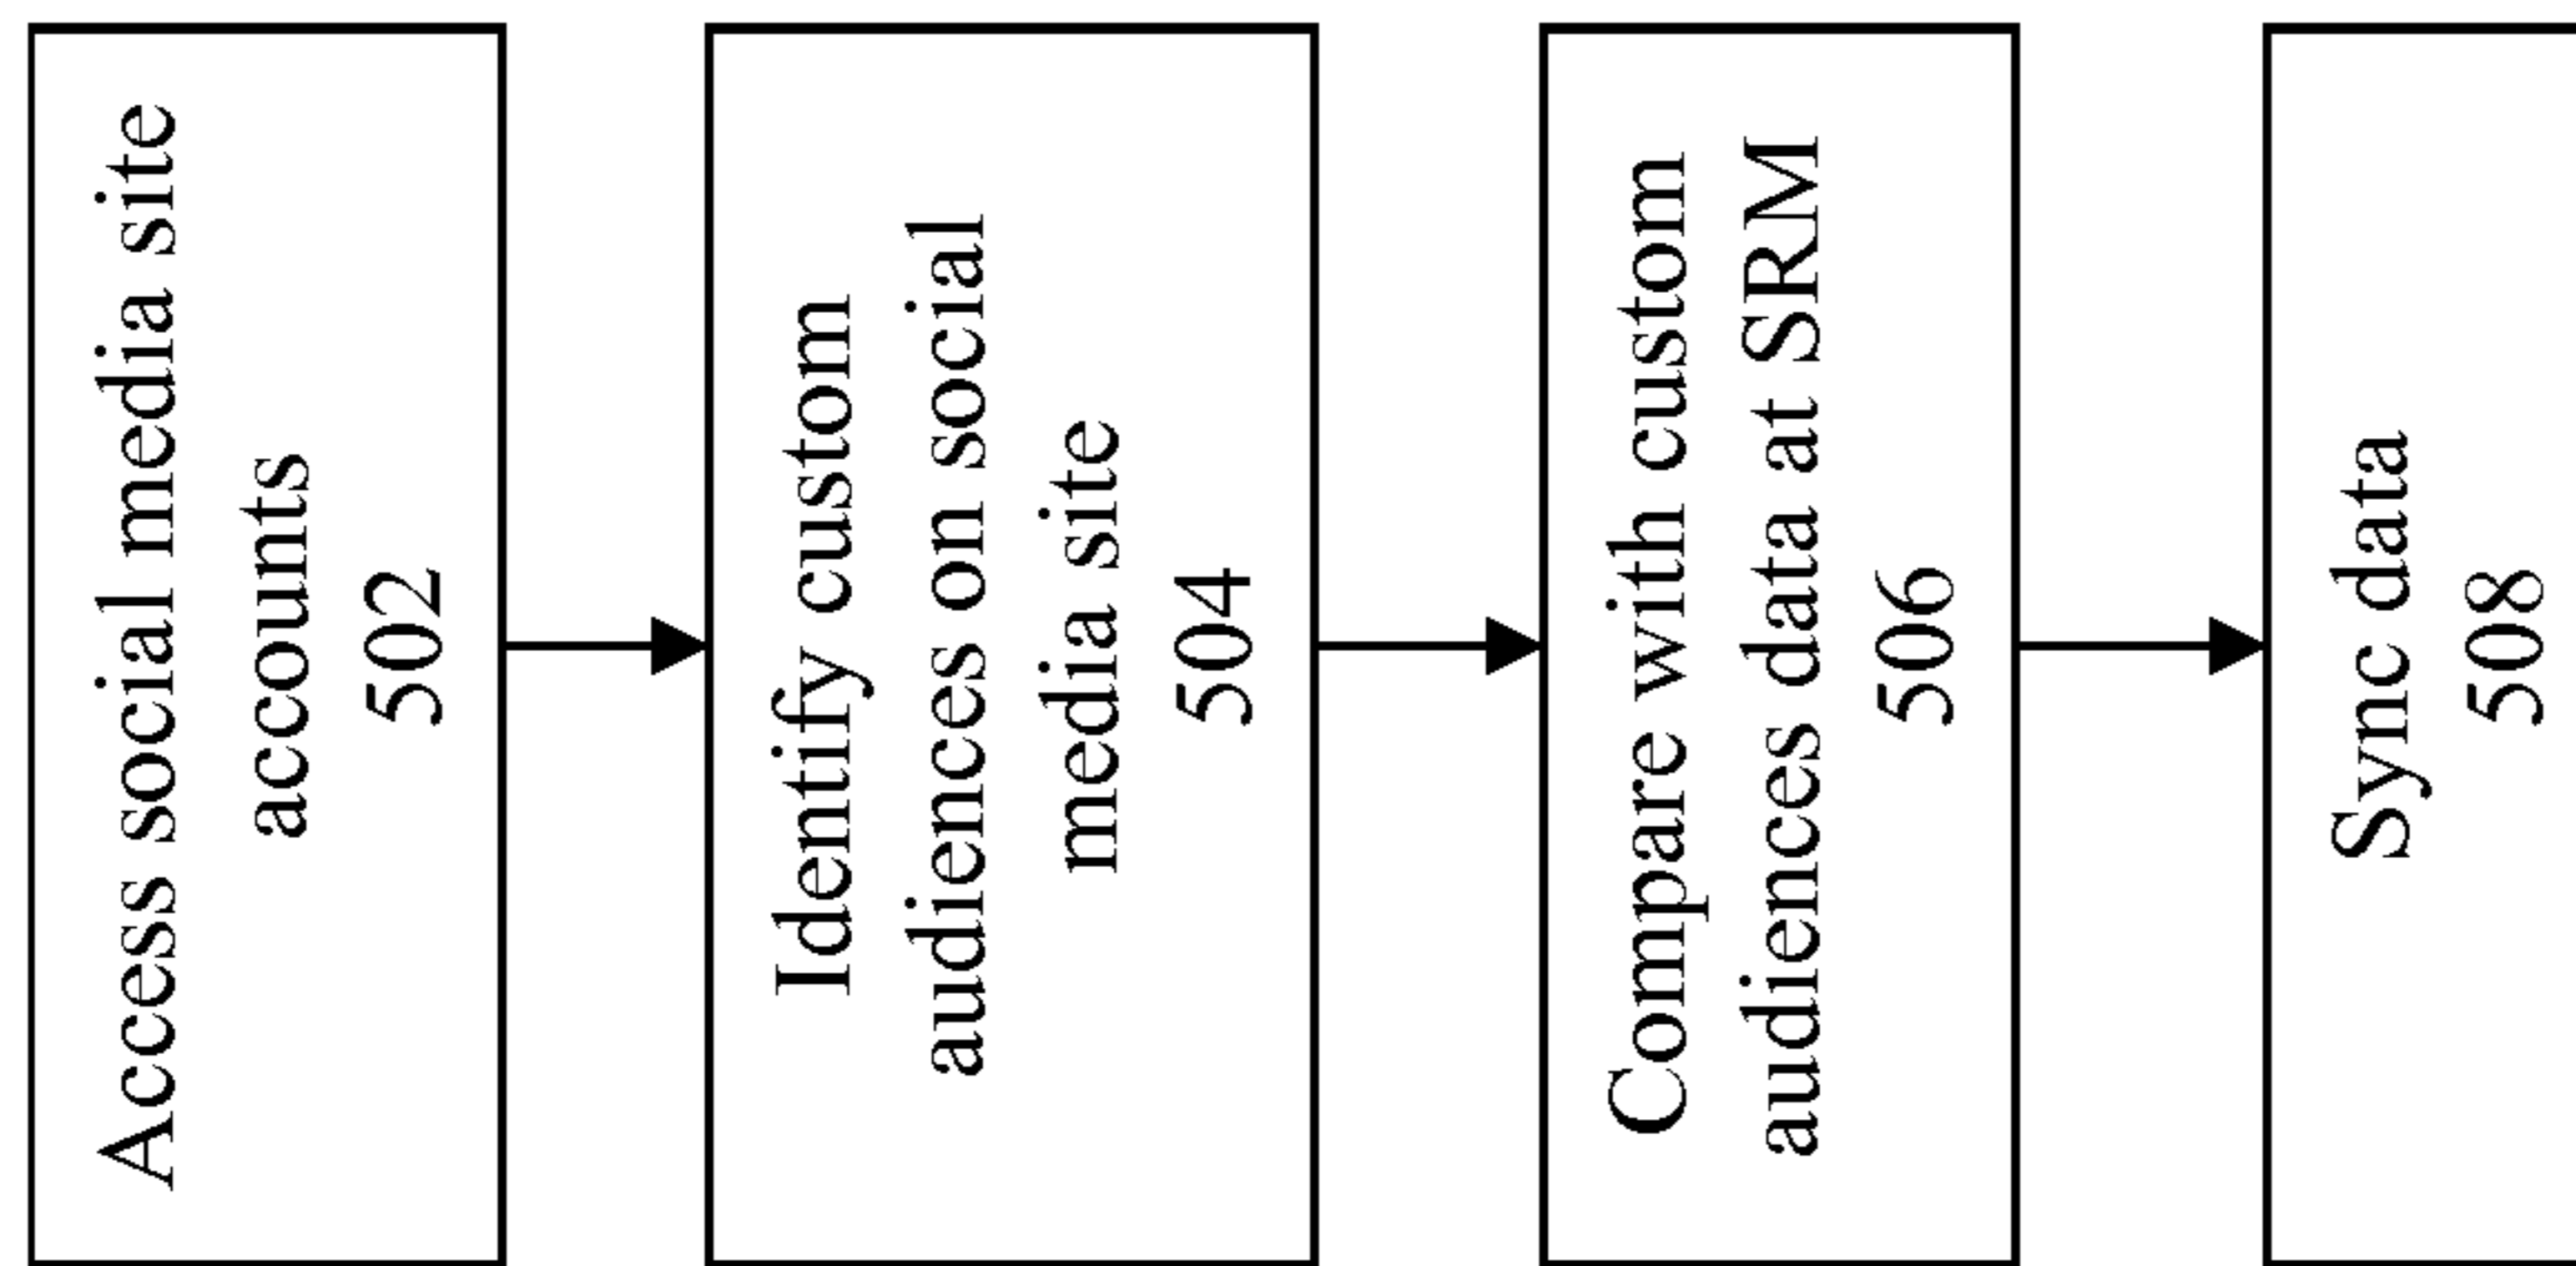 Access social media site
accounts
502
Identify custom
audiences on social
media site
504
Compare with custom
audiences data at SRM
506
Sync data
508